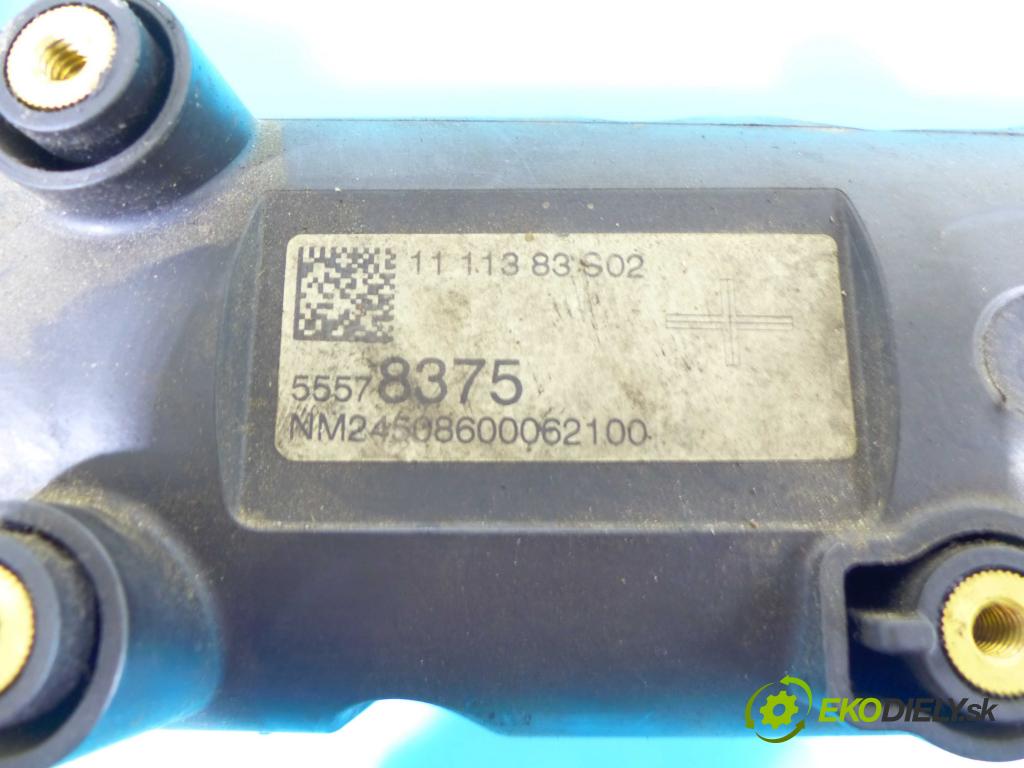 11 113 83 S02
55578375
NM24508600062100
EKODIELY.sk